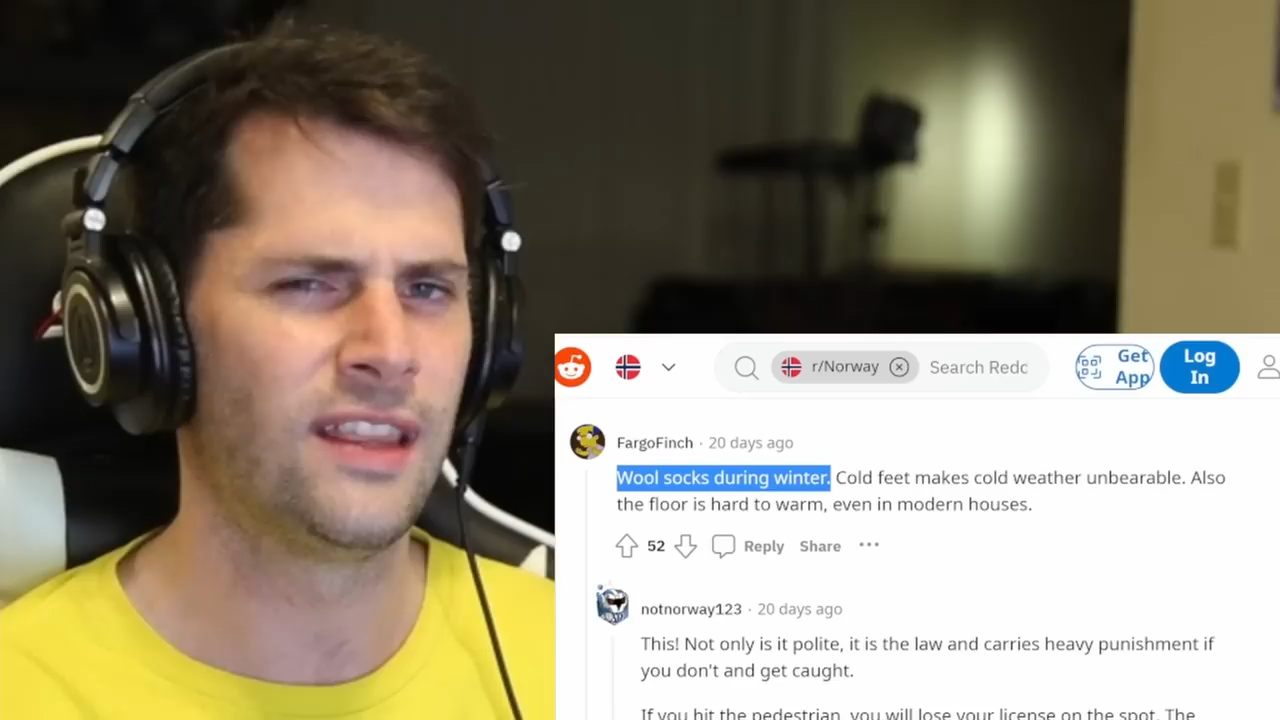 r/Norway
Search Redc
Get App
Log In
FargoFinch · 20 days ago
Wool socks during winter. Cold feet makes cold weather unbearable. Also
the floor is hard to warm, even in modern houses.
52
Reply Share ...
notnorway123 · 20 days ago
This! Not only is it polite, it is the law and carries heavy punishment if
you don't and get caught.
If you hit the pedestrian, you will lose your license on the spot. The